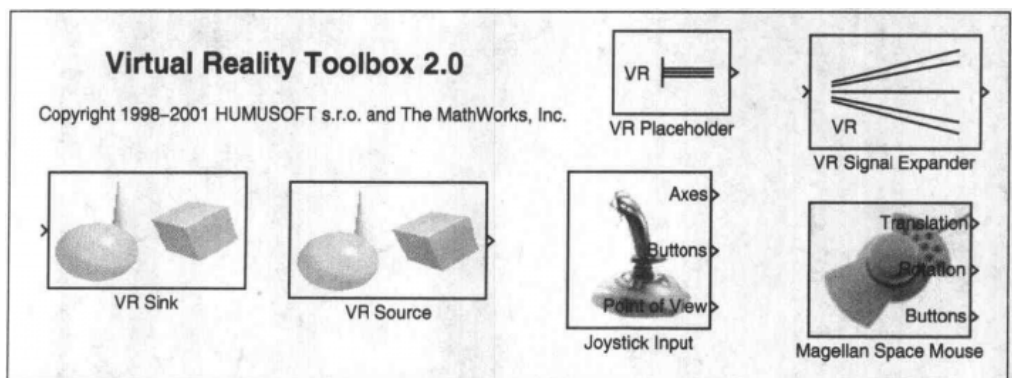 Virtual Reality Toolbox 2.0
Copyright 1998–2001 HUMUSOFT s.r.o. and The MathWorks, Inc.
VR
VR Placeholder
VR
VR Signal Expander
VR Sink
VR Source
Axes
Buttons
Point of View
Joystick Input
Translation
Rotation
Buttons
Magellan Space Mouse